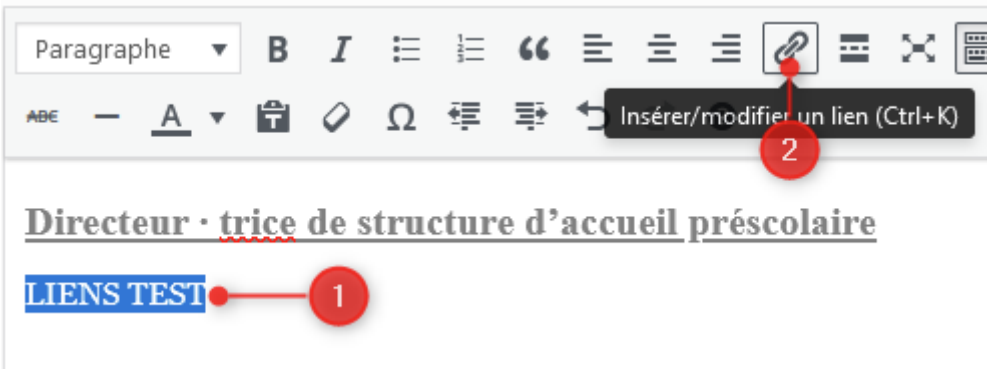 Paragraphe B I
ABC A Ω
Insérer/modifier un lien (Ctrl+K)
2
Directeur · trice de structure d’accueil préscolaire
LIENS TEST 1